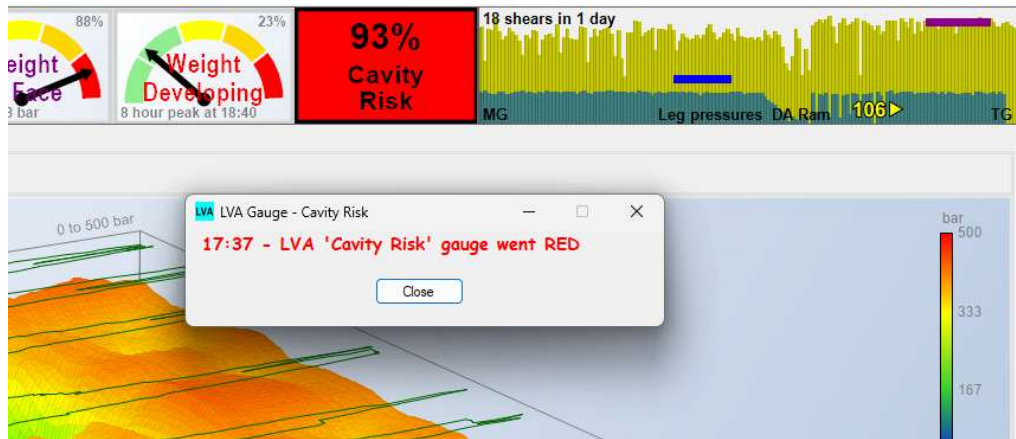 88%
Face
bar
23%
Weight
Developing
8 hour peak at 18:40
93%
Cavity
Risk
18 shears in 1 day
MG
Leg pressures
DA Ram
106
TG
0 to 500 bar
LVA LVA Gauge - Cavity Risk
17:37 - LVA 'Cavity Risk' gauge went RED
Close
bar
500
333
167